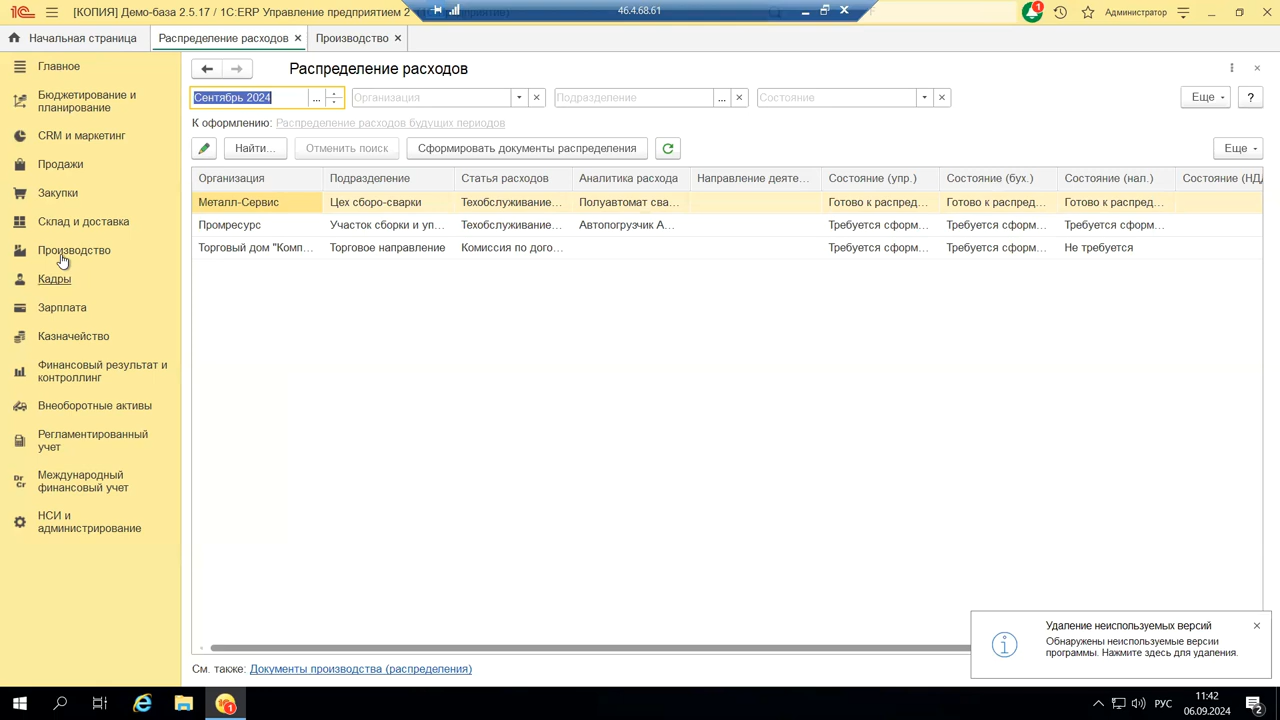 [КОПИЯ] Демо-база 2.5.17 / 1С:ERP Управление предприятием 2
46.4.68.61
1
Администратор
Начальная страница
Распределение расходов
Производство
Главное
Бюджетирование и
планирование
CRM и маркетинг
Продажи
Закупки
Склад и доставка
Производство
Кадры
Зарплата
Казначейство
Финансовый результат и
контроллинг
Внеоборотные активы
Регламентированный
учет
Международный
финансовый учет
НСИ и
администрирование
Распределение расходов
Сентябрь 2024 ... Организация Подразделение ... Состояние Еще ?
К оформлению: Распределение расходов будущих периодов
Найти... Отменить поиск Сформировать документы распределения Еще
Организация Подразделение Статья расходов Аналитика расхода Направление деяте... Состояние (упр.) Состояние (бух.) Состояние (нал.) Состояние (НД
Металл-Сервис Цех сборо-сварки Техобслуживание... Полуавтомат сва... Готово к распред... Готово к распред... Готово к распред...
Промресурс Участок сборки и уп... Техобслуживание... Автопогрузчик А... Требуется сформ... Требуется сформ... Требуется сформ...
Торговый дом "Комп... Торговое направление Комиссия по дого... Требуется сформ... Требуется сформ... Не требуется
Удаление неиспользуемых версий
Обнаружены неиспользуемые версии
программы. Нажмите здесь для удаления.
См. также: Документы производства (распределения)
1
РУС
11:42
06.09.2024
2